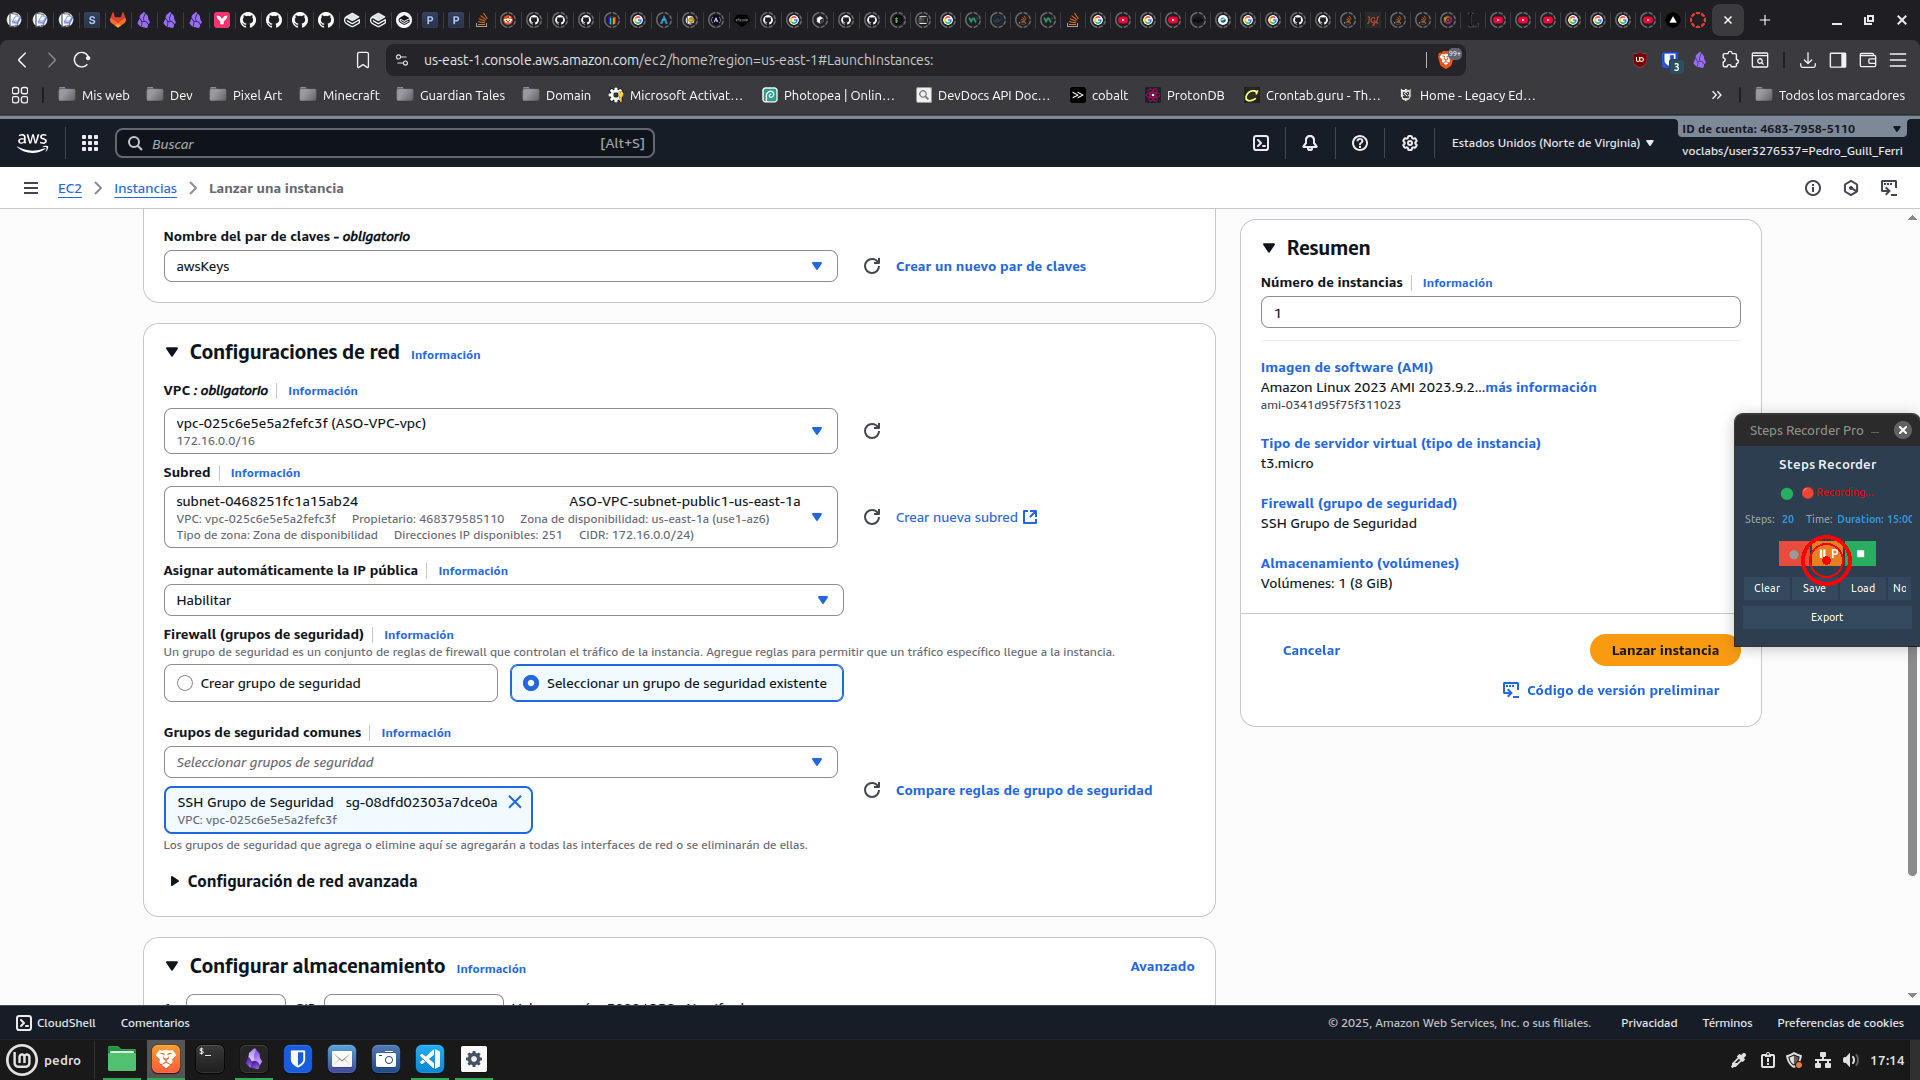 us-east-1.console.aws.amazon.com/ec2/home?region=us-east-1#LaunchInstances:
Mis web
Dev
Pixel Art
Minecraft
Guardian Tales
Domain
Microsoft Activat...
Photopea | Onlin...
DevDocs API Doc...
cobalt
ProtonDB
Crontab.guru - Th...
Home - Legacy Ed...
Todos los marcadores
aws
Buscar
[Alt+S]
Estados Unidos (Norte de Virginia)
ID de cuenta: 4683-7958-5110
voclabs/user3276537=Pedro_Guill_Ferri
EC2
Instancias
Lanzar una instancia
Nombre del par de claves – obligatorio
awsKeys
Crear un nuevo par de claves
Configuraciones de red
Información
VPC : obligatorio
Información
vpc-025c6e5e5a2fefc3f (ASO-VPC-vpc)
172.16.0.0/16
Subred
Información
subnet-0468251fc1a15ab24
ASO-VPC-subnet-public1-us-east-1a
VPC: vpc-025c6e5e5a2fefc3f Propietario: 468379585110 Zona de disponibilidad: us-east-1a (use1-az6)
Tipo de zona: Zona de disponibilidad Direcciones IP disponibles: 251 CIDR: 172.16.0.0/24)
Crear nueva subred
Asignar automáticamente la IP pública
Información
Habilitar
Firewall (grupos de seguridad)
Información
Un grupo de seguridad es un conjunto de reglas de firewall que controlan el tráfico de la instancia. Agregue reglas para permitir que un tráfico específico llegue a la instancia.
Crear grupo de seguridad
Seleccionar un grupo de seguridad existente
Grupos de seguridad comunes
Información
Seleccionar grupos de seguridad
SSH Grupo de Seguridad sg-08dfd02303a7dce0a
VPC: vpc-025c6e5e5a2fefc3f
Compare reglas de grupo de seguridad
Los grupos de seguridad que agrega o elimine aquí se agregarán a todas las interfaces de red o se eliminarán de ellas.
Configuración de red avanzada
Configurar almacenamiento
Información
Avanzado
Resumen
Número de instancias
Información
1
Imagen de software (AMI)
Amazon Linux 2023 AMI 2023.9.2...más información
ami-0341d95f75f311023
Tipo de servidor virtual (tipo de instancia)
t3.micro
Firewall (grupo de seguridad)
SSH Grupo de Seguridad
Almacenamiento (volúmenes)
Volúmenes: 1 (8 GiB)
Cancelar
Lanzar instancia
Código de versión preliminar
Steps Recorder Pro
Steps Recorder
Recording...
Steps: 20 Time: Duration: 15:00
P
Clear
Save
Load
No
Export
CloudShell
Comentarios
© 2025, Amazon Web Services, Inc. o sus filiales.
Privacidad
Términos
Preferencias de cookies
pedro
17:14